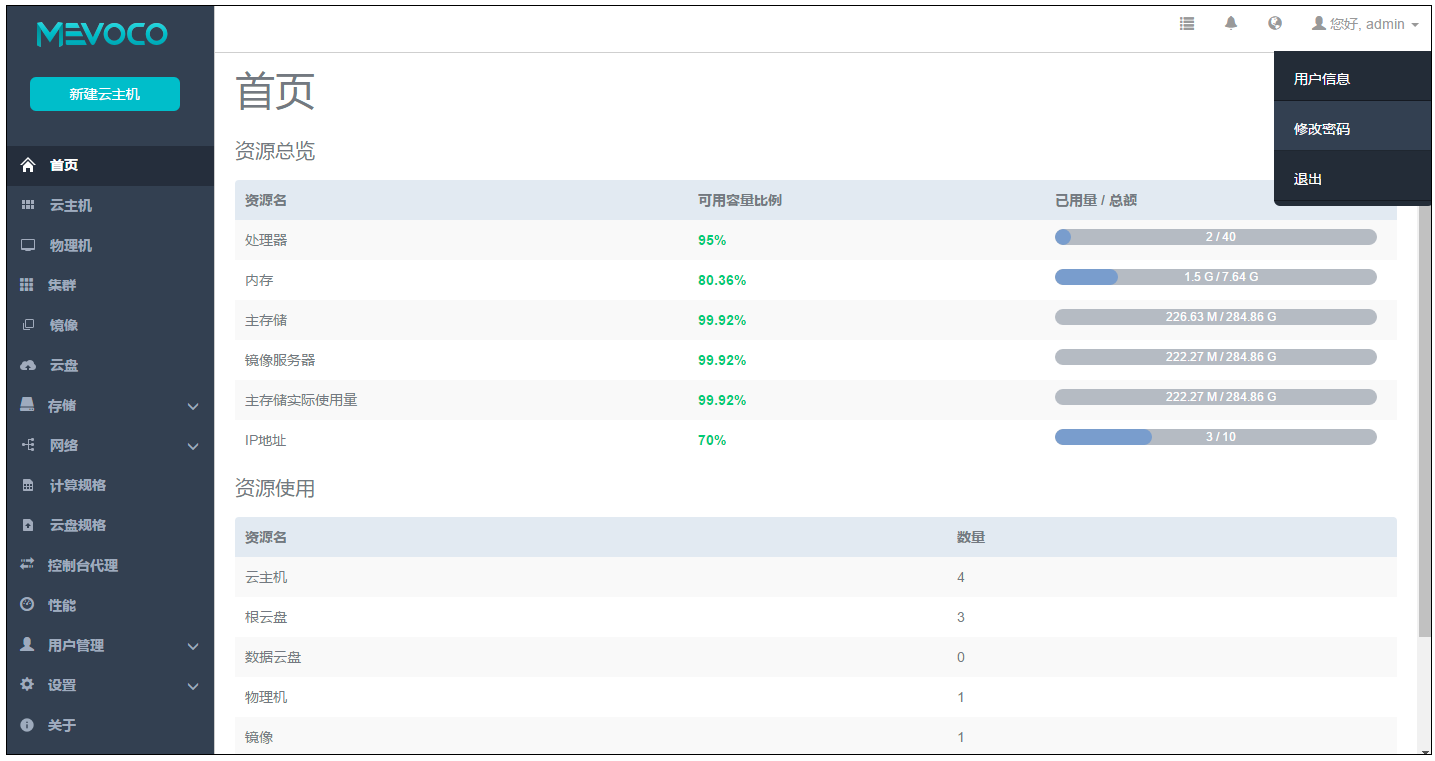 MEVOCO
您好, admin
新建云主机
用户信息
修改密码
退出
首页
云主机
物理机
集群
镜像
云盘
存储
网络
计算规格
云盘规格
控制台代理
性能
用户管理
设置
关于
首页
资源总览
资源名 可用容量比例 已用量 / 总额
处理器 95% 2 / 40
内存 80.36% 1.5 G / 7.64 G
主存储 99.92% 226.63 M / 284.86 G
镜像服务器 99.92% 222.27 M / 284.86 G
主存储实际使用量 99.92% 222.27 M / 284.86 G
IP地址 70% 3 / 10
资源使用
资源名 数量
云主机 4
根云盘 3
数据云盘 0
物理机 1
镜像 1